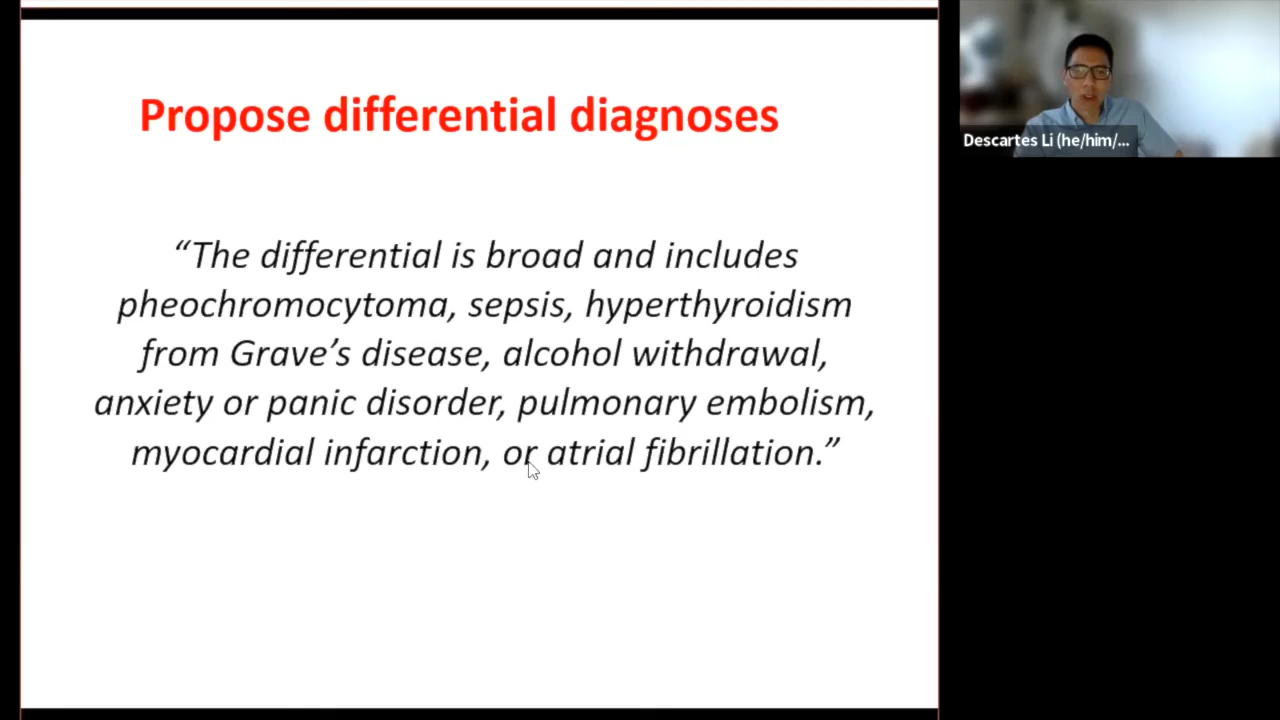 Propose differential diagnoses
“The differential is broad and includes
pheochromocytoma, sepsis, hyperthyroidism
from Grave’s disease, alcohol withdrawal,
anxiety or panic disorder, pulmonary embolism,
myocardial infarction, or atrial fibrillation.”
Descartes Li (he/him/...